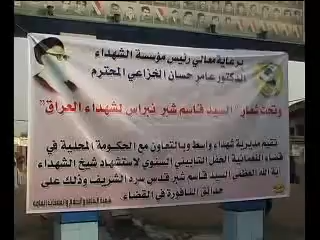 برعاية معالي رئيس مؤسسة الشهداء
الدكتور عامر حسان الخزاعي المحترم
وتحت شعار "السيد قاسم شبر نبراس لشهداء العراق"
تقيم مديرية شهداء واسط وبالتعاون مع الحكومة المحلية في
قضاء النعمانية الحفل التأبيني السنوي لاستشهاد شيخ الشهداء
آية الله العظمى السيد قاسم شبر قدس سره الشريف وذلك على
حدائق النافورة في القضاء